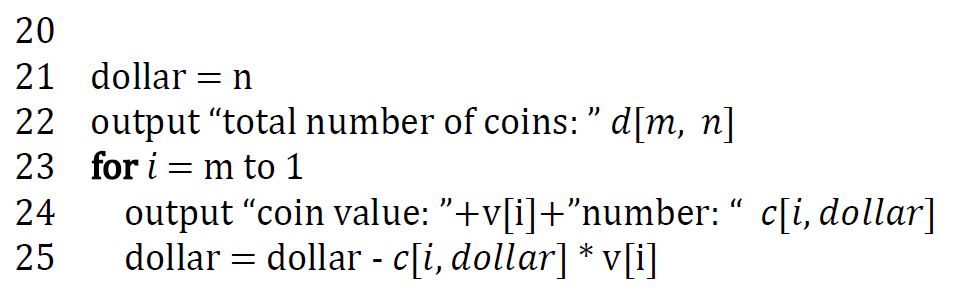 20
21 dollar = n
22 output “total number of coins: ” d[m, n]
23 for i = m to 1
24 output “coin value: ”+v[i]+”number: “ c[i, dollar]
25 dollar = dollar - c[i, dollar] * v[i]